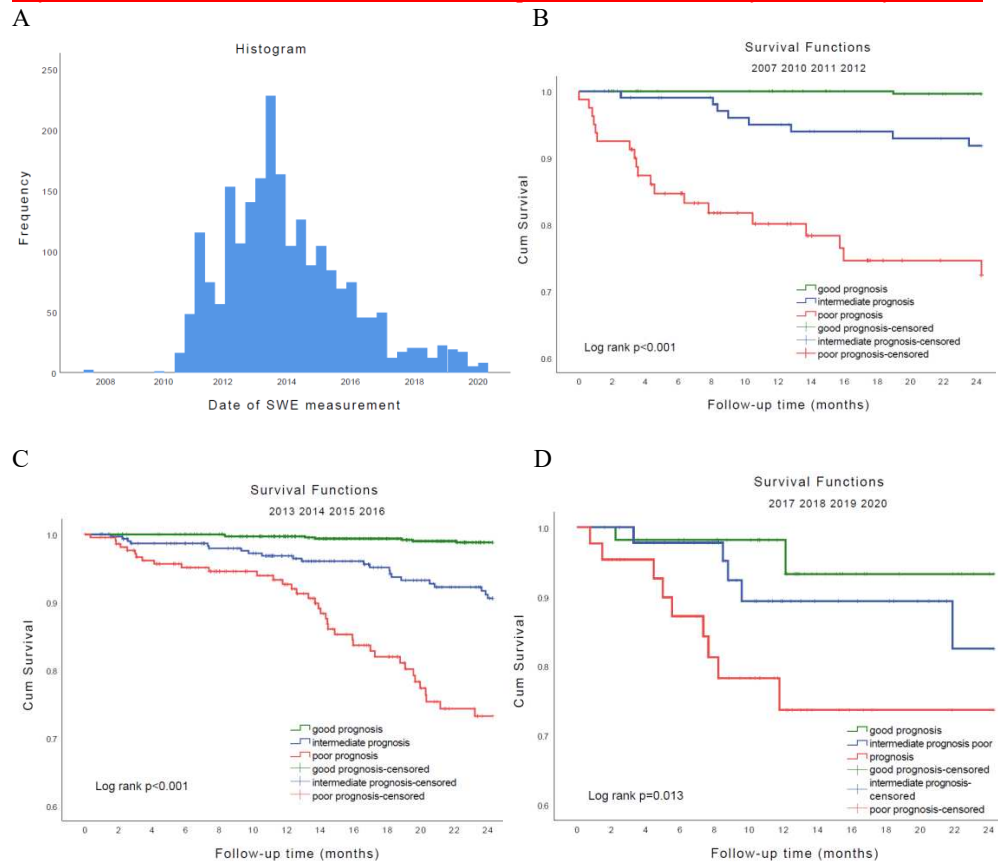 A
Histogram
250
200
150
100
50
0
Frequency
2008 2010 2012 2014 2016 2018 2020
Date of SWE measurement
B
Survival Functions
2007 2010 2011 2012
1.0
0.9
0.8
0.7
0.6
Cum Survival
good prognosis
intermediate prognosis
poor prognosis
good prognosis-censored
intermediate prognosis-censored
poor prognosis-censored
Log rank p<0.001
0 2 4 6 8 10 12 14 16 18 20 22 24
Follow-up time (months)
C
Survival Functions
2013 2014 2015 2016
1.0
0.9
0.8
0.7
0.6
Cum Survival
good prognosis
intermediate prognosis
poor prognosis
good prognosis-censored
intermediate prognosis-censored
poor prognosis-censored
Log rank p<0.001
0 2 4 6 8 10 12 14 16 18 20 22 24
Follow-up time (months)
D
Survival Functions
2017 2018 2019 2020
1.0
0.9
0.8
0.7
0.6
Cum Survival
good prognosis
intermediate prognosis poor
prognosis
good prognosis-censored
intermediate prognosis-
censored
poor prognosis-censored
Log rank p=0.013
0 2 4 6 8 10 12 14 16 18 20 22 24
Follow-up time (months)